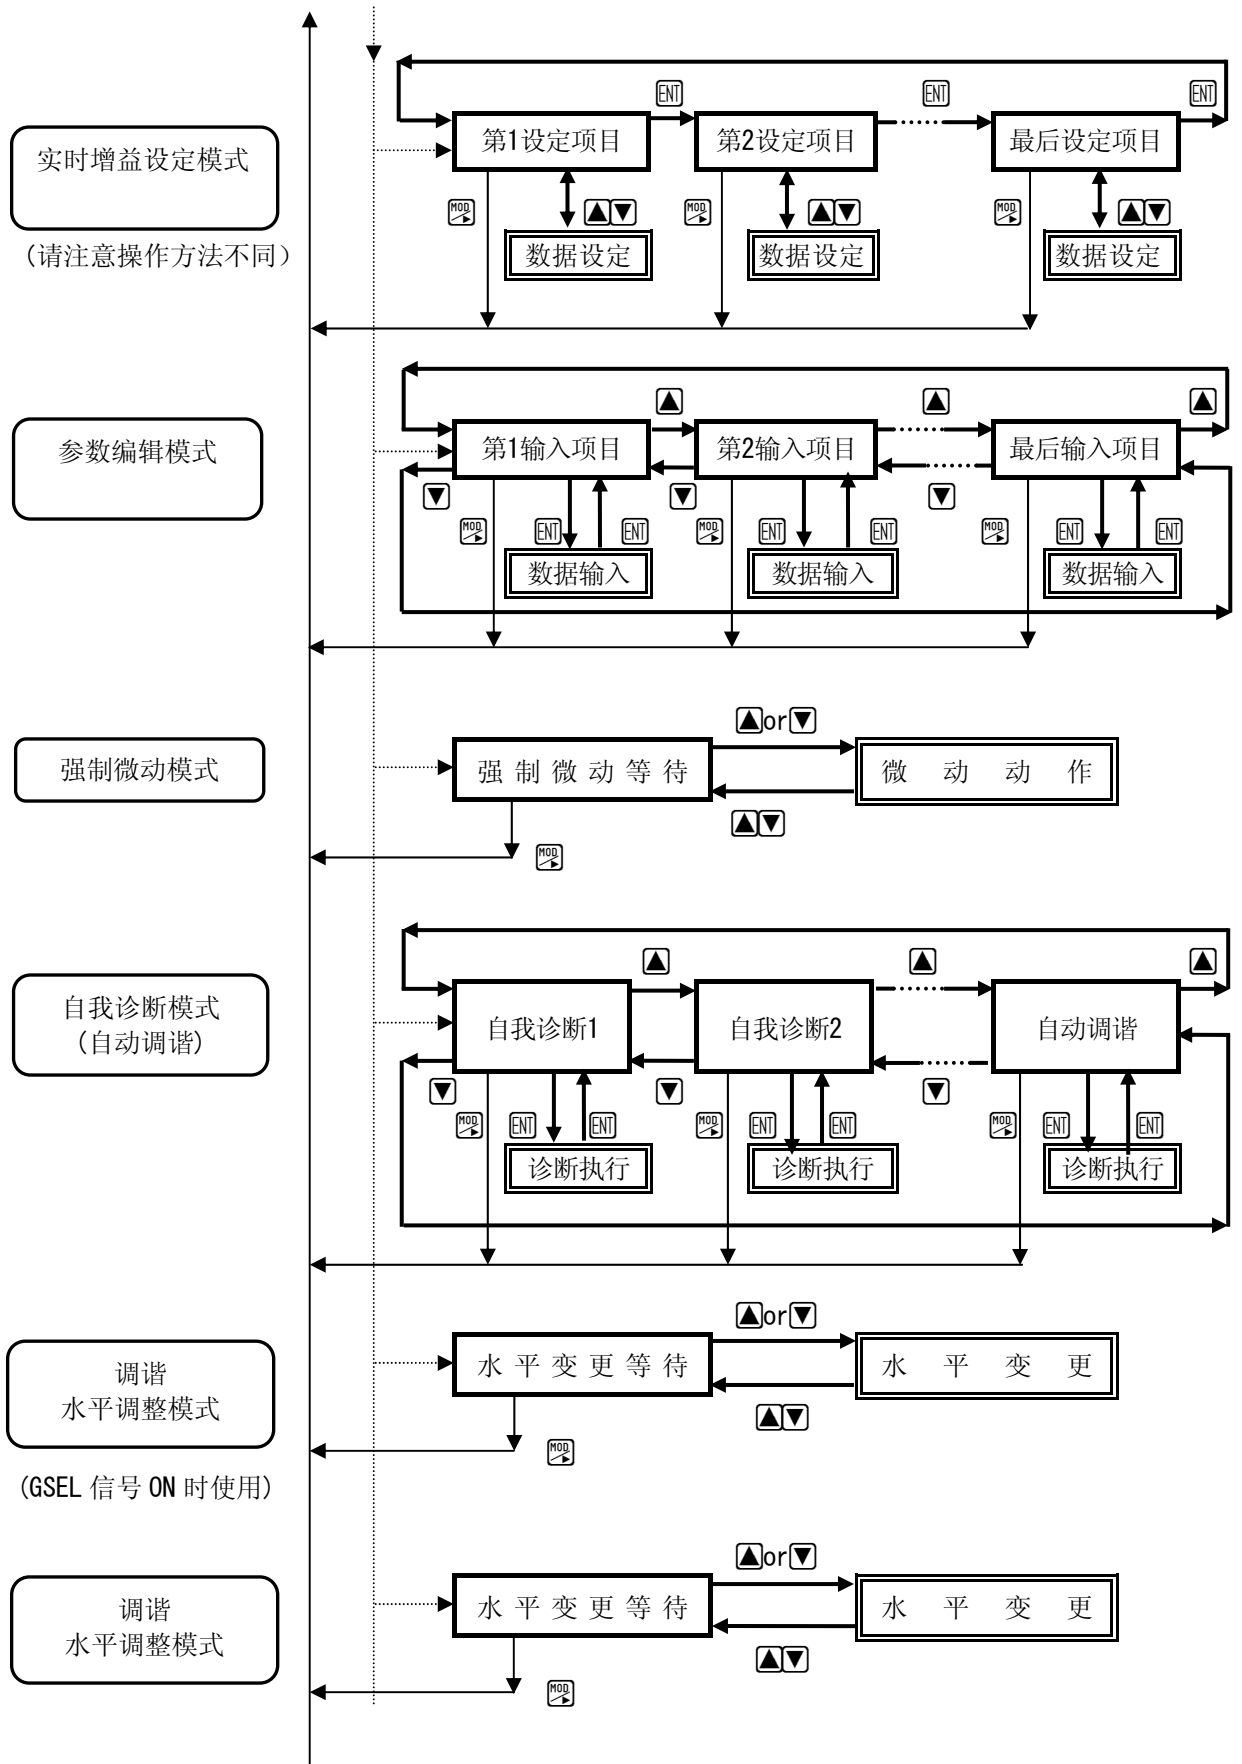 ENT ENT ENT
实时增益设定模式
第1设定项目 第2设定项目 最后设定项目
MOD ▲▼ MOD ▲▼ MOD ▲▼
(请注意操作方法不同）
数据设定 数据设定 数据设定
▲ ▲ ▲
参数编辑模式
第1输入项目 第2输入项目 最后输入项目
▼ ▼ ▼
MOD ENT ENT MOD ENT ENT MOD ENT ENT
数据输入 数据输入 数据输入
▲or▼
强制微动模式
强制微动等待 微动动作
▲▼
MOD
▲ ▲ ▲
自我诊断模式
(自动调谐)
自我诊断1 自我诊断2 自动调谐
▼ ▼ ▼
MOD ENT ENT MOD ENT ENT MOD ENT ENT
诊断执行 诊断执行 诊断执行
▲or▼
调谐
水平调整模式
水平变更等待 水平变更
▲▼
MOD
(GSEL 信号 ON 时使用)
▲or▼
调谐
水平调整模式
水平变更等待 水平变更
▲▼
MOD